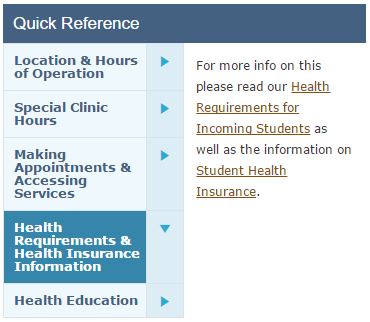 Quick Reference
Location & Hours
of Operation
Special Clinic
Hours
Making
Appointments &
Accessing
Services
Health
Requirements &
Health Insurance
Information
Health Education
For more info on this
please read our Health
Requirements for
Incoming Students as
well as the information on
Student Health
Insurance.